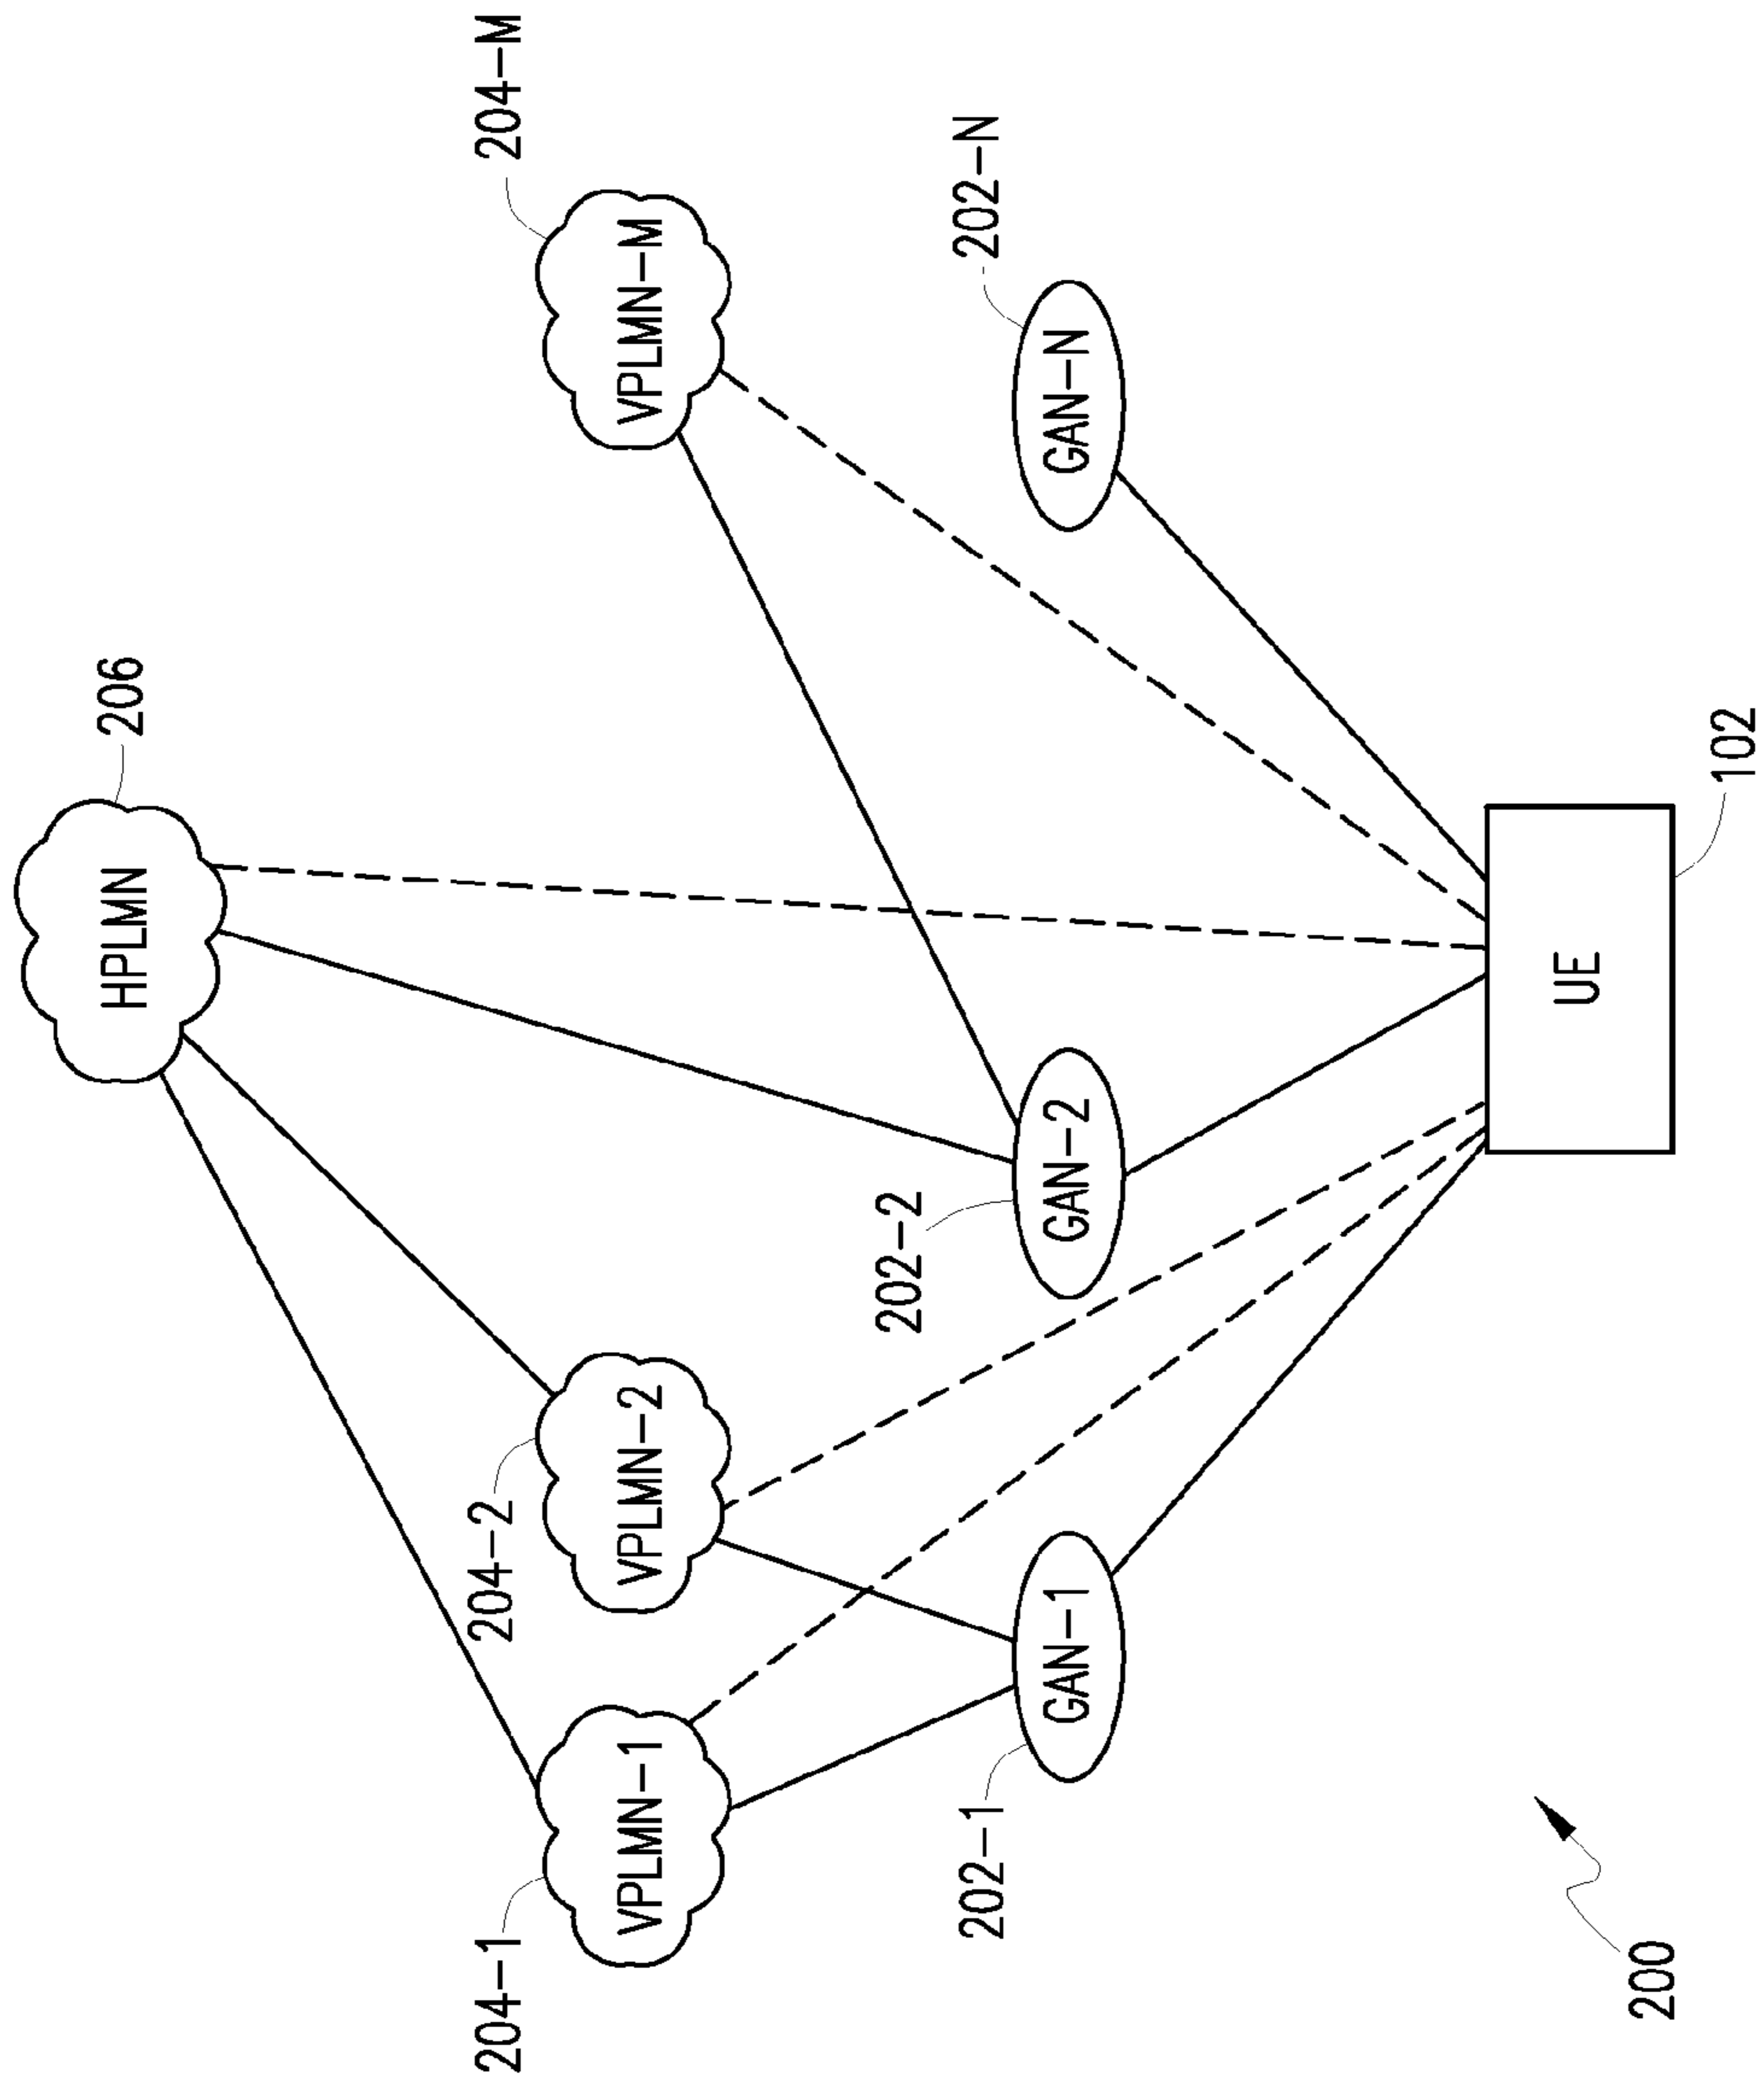 206
HPLMN
204-1
204-2
204-M
VPLMN-1
VPLMN-2
VPLMN-M
202-1
202-2
202-N
GAN-1
GAN-2
GAN-N
UE
102
200